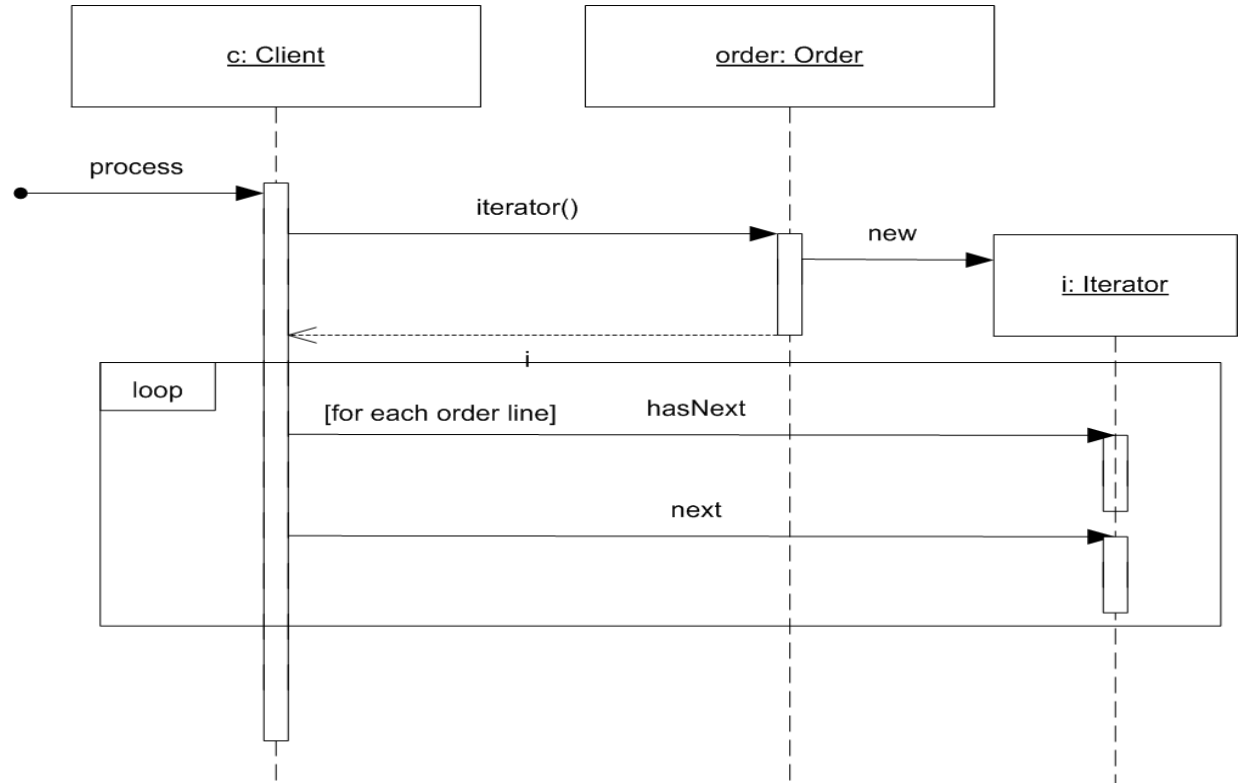 c: Client
order: Order
process
iterator()
new
i: Iterator
i
loop
[for each order line]
hasNext
next